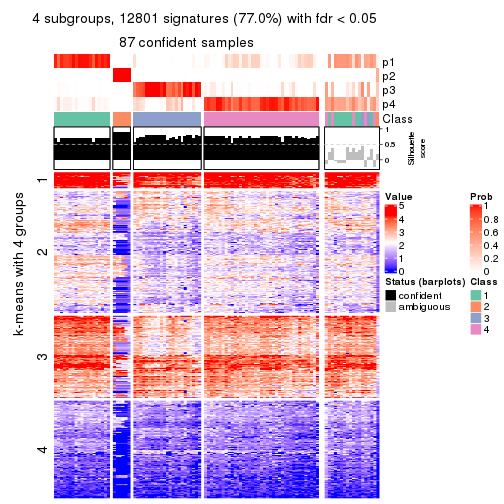 4 subgroups, 12801 signatures (77.0%) with fdr < 0.05
87 confident samples
p1
p2
p3
p4
Class
1
0.5
0
Silhouette
score
k-means with 4 groups
1
2
3
4
Value
5
4
3
2
1
0
Prob
1
0.8
0.6
0.4
0.2
0
Status (barplots)
confident
ambiguous
Class
1
2
3
4